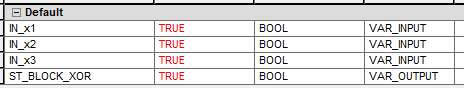 Default
IN_x1 TRUE BOOL VAR_INPUT
IN_x2 TRUE BOOL VAR_INPUT
IN_x3 TRUE BOOL VAR_INPUT
ST_BLOCK_XOR TRUE BOOL VAR_OUTPUT